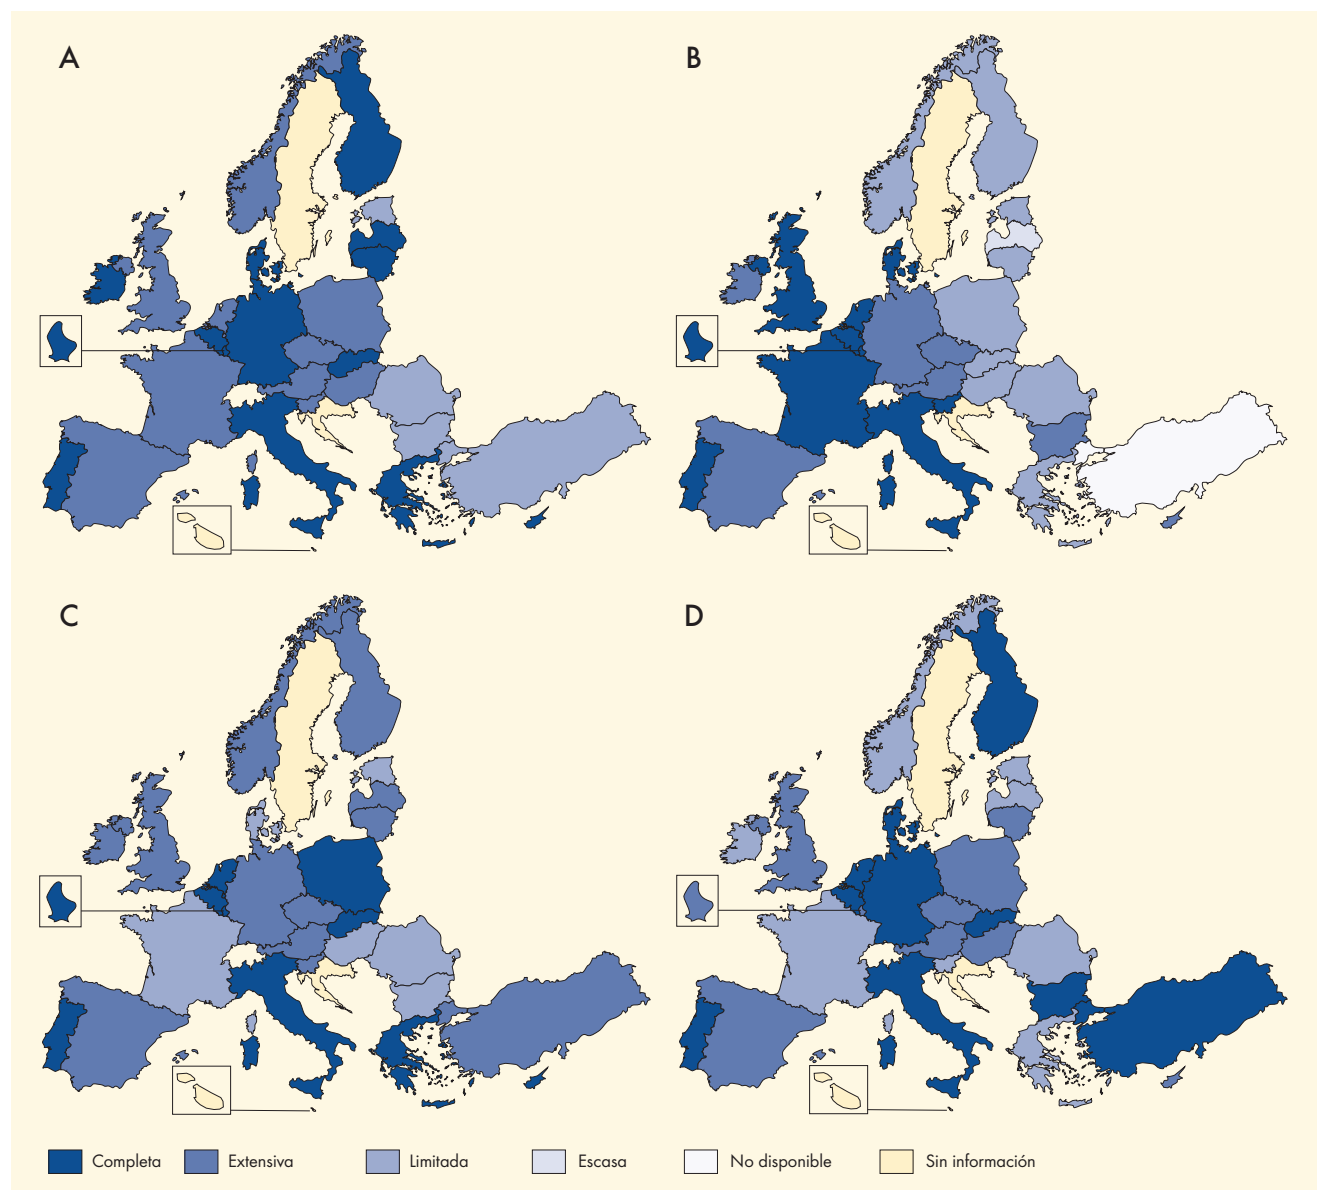 A
B
C
D
Completa
Extensiva
Limitada
Escasa
No disponible
Sin información